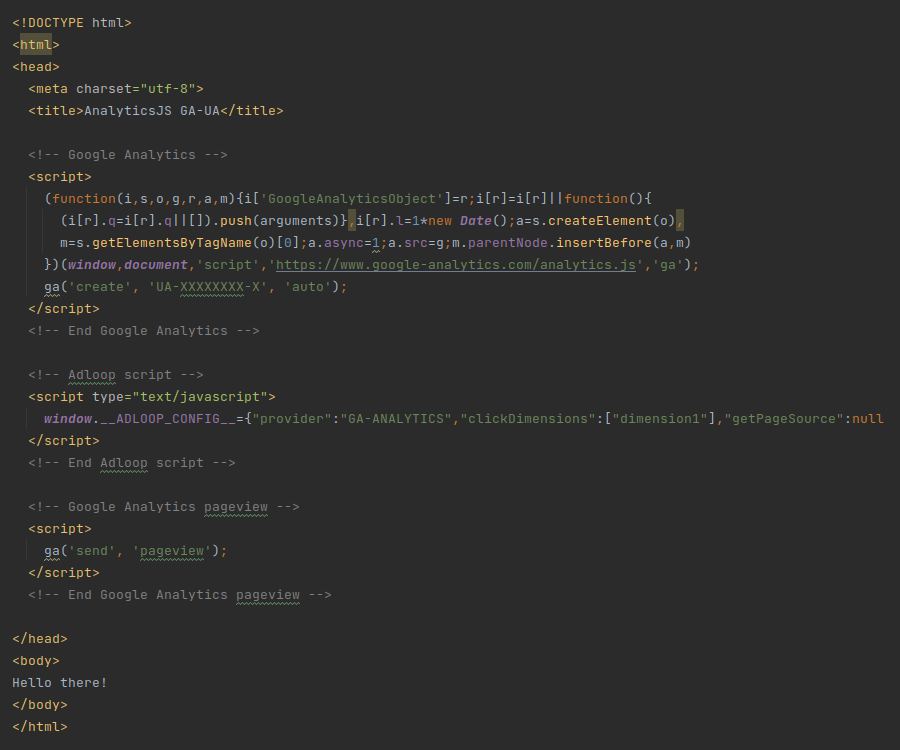 <!DOCTYPE html>
<html>
<head>
  <meta charset="utf-8">
  <title>AnalyticsJS GA-UA</title>

  <!-- Google Analytics -->
  <script>
    (function(i,s,o,g,r,a,m){i['GoogleAnalyticsObject']=r;i[r]=i[r]||function(){
      (i[r].q=i[r].q||[]).push(arguments)},i[r].l=1*new Date();a=s.createElement(o),
      m=s.getElementsByTagName(o)[0];a.async=1;a.src=g;m.parentNode.insertBefore(a,m)
    })(window,document,'script','https://www.google-analytics.com/analytics.js','ga');
    ga('create', 'UA-XXXXXXXX-X', 'auto');
  </script>
  <!-- End Google Analytics -->

  <!-- Adloop script -->
  <script type="text/javascript">
    window.__ADLOOP_CONFIG__={"provider":"GA-ANALYTICS","clickDimensions":["dimension1"],"getPageSource":null
  </script>
  <!-- End Adloop script -->

  <!-- Google Analytics pageview -->
  <script>
    ga('send', 'pageview');
  </script>
  <!-- End Google Analytics pageview -->

</head>
<body>
Hello there!
</body>
</html>